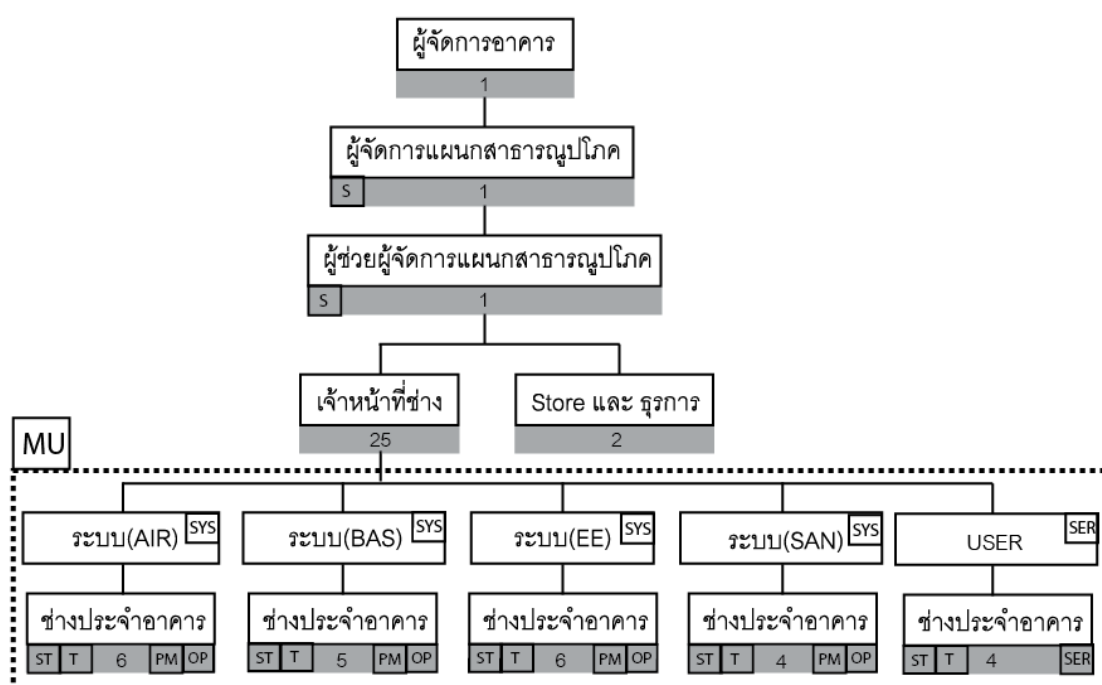 ผู้จัดการอาคาร
1
ผู้จัดการแผนกสาธารณูปโภค
S 1
ผู้ช่วยผู้จัดการแผนกสาธารณูปโภค
S 1
เจ้าหน้าที่ช่าง Store และ ธุรการ
25 2
MU
ระบบ(AIR) SYS ระบบ(BAS) SYS ระบบ(EE) SYS ระบบ(SAN) SYS USER SER
ช่างประจำอาคาร ช่างประจำอาคาร ช่างประจำอาคาร ช่างประจำอาคาร ช่างประจำอาคาร
ST T 6 PM OP ST T 5 PM OP ST T 6 PM OP ST T 4 PM OP ST T 4 SER